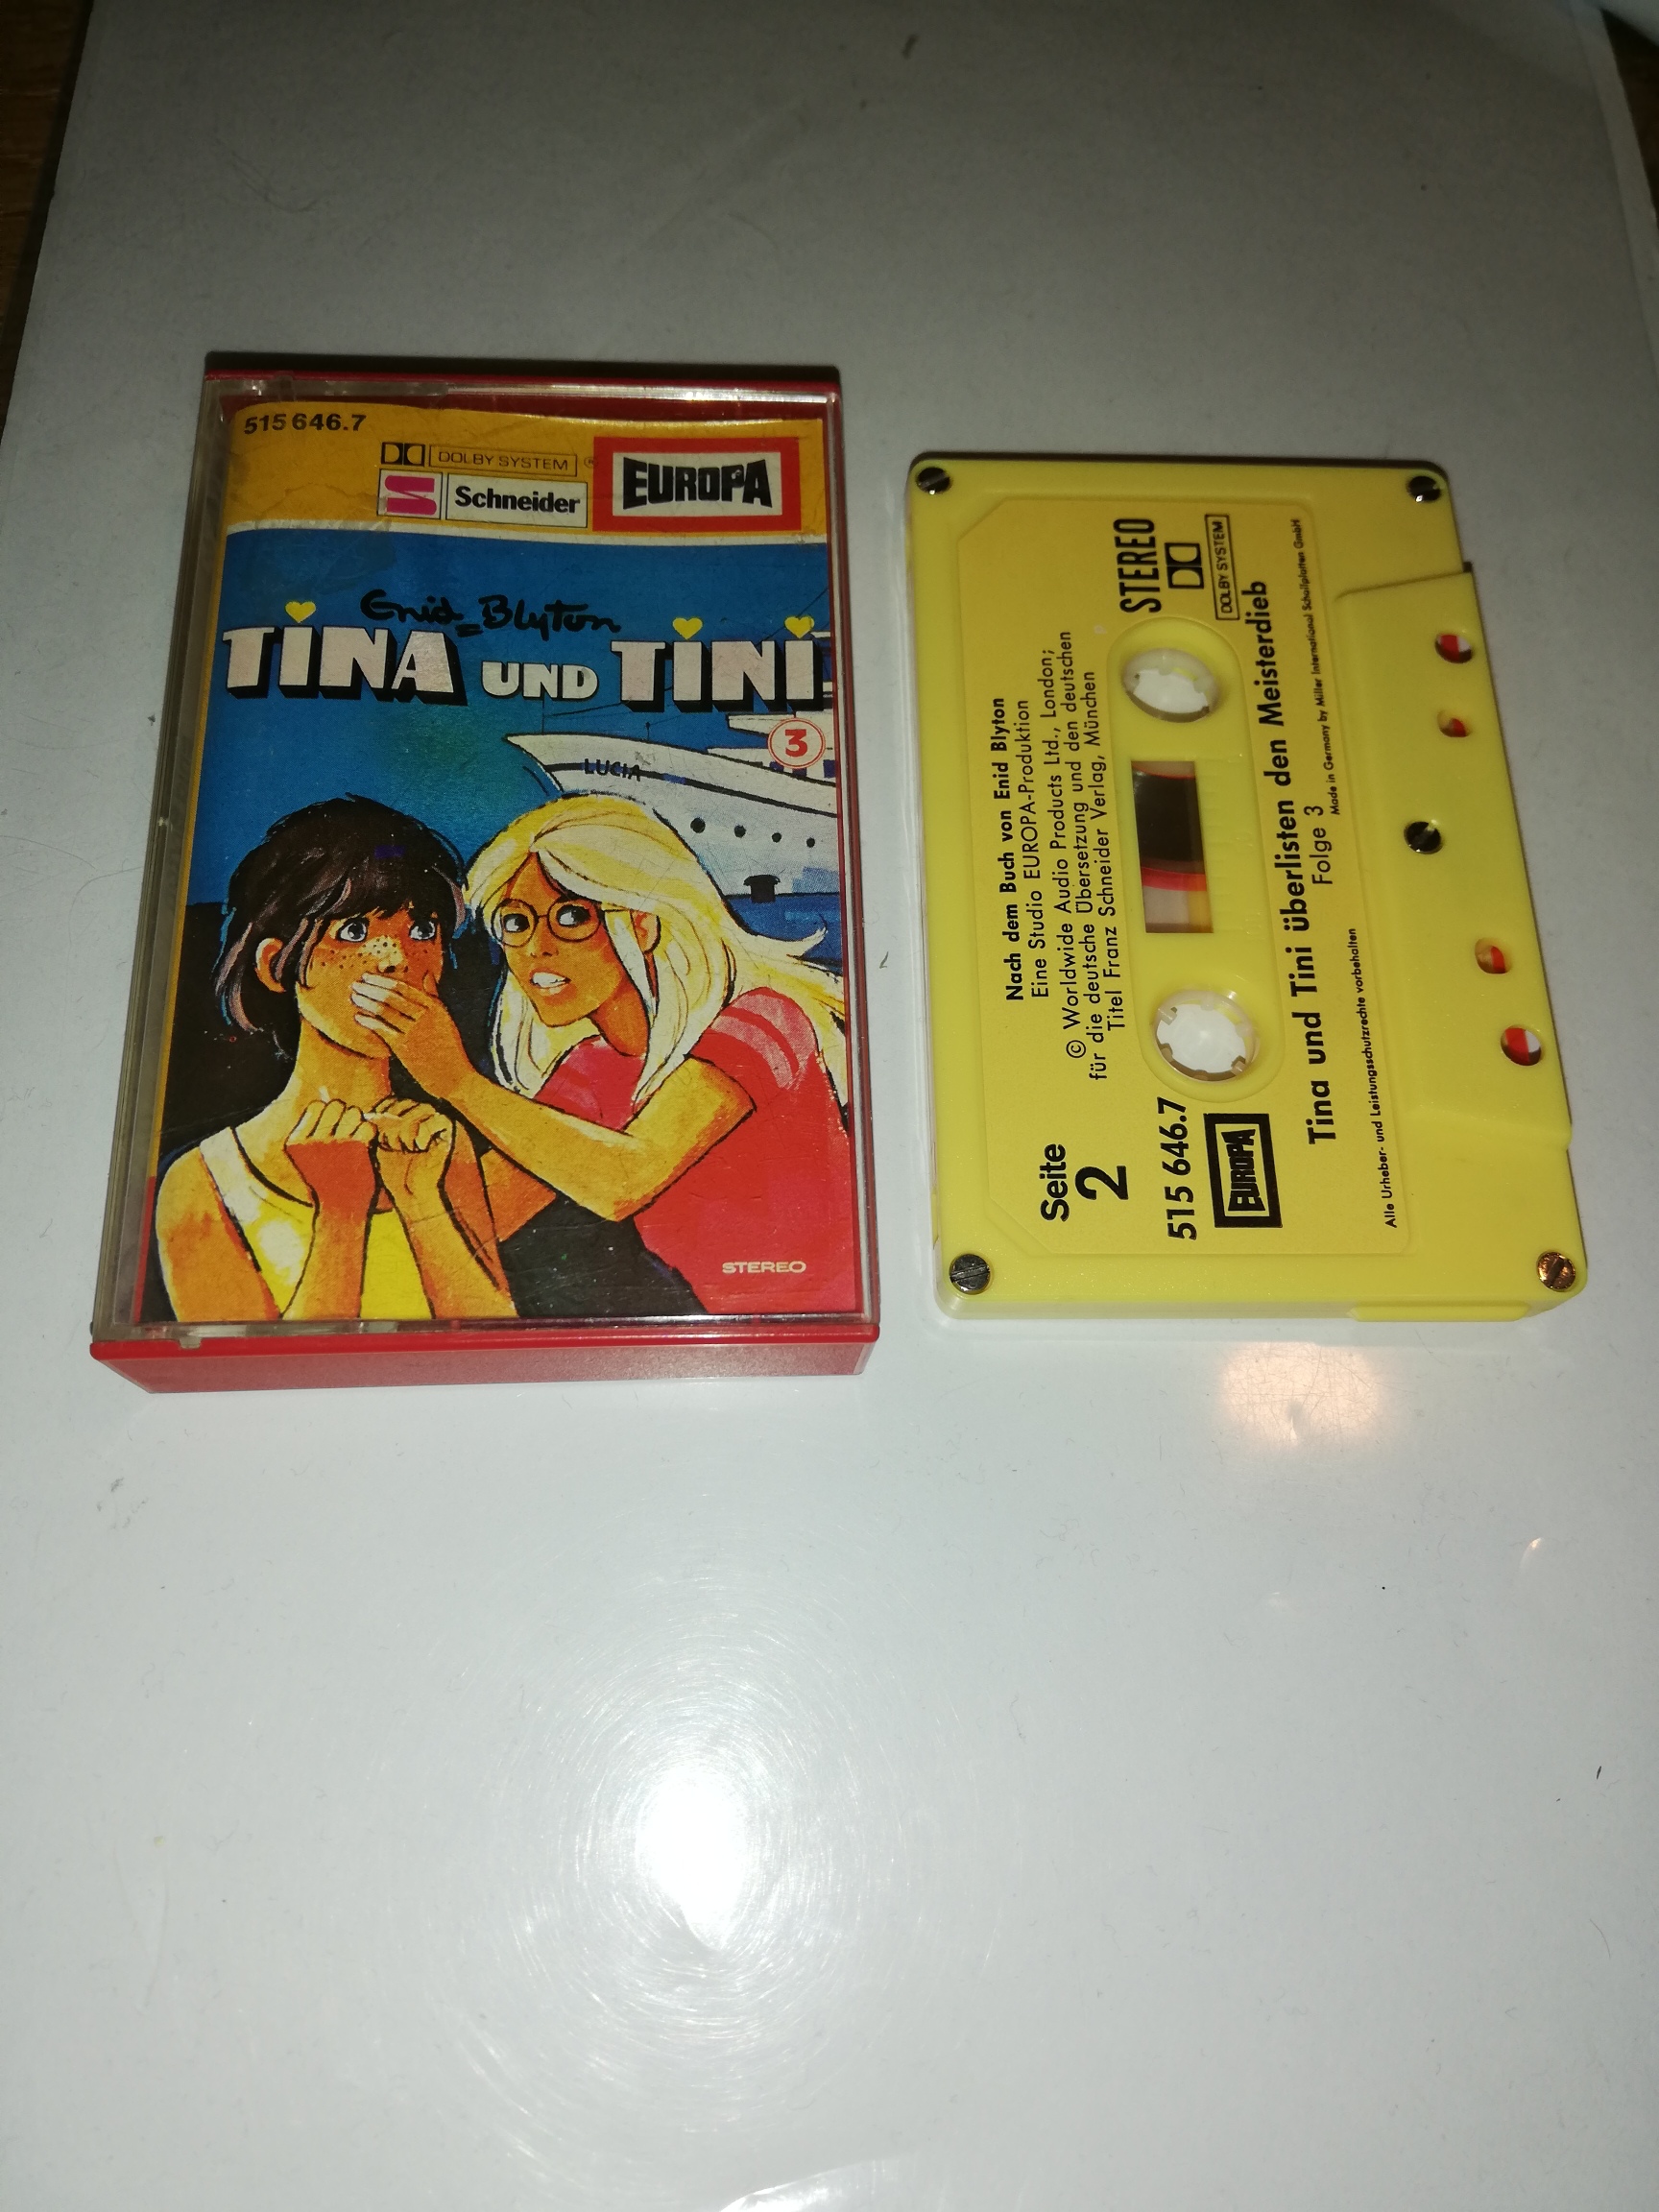 515 646.7
DOLBY SYSTEM ®
Schneider
EUROPA
Enid Blyton
TINA UND TINI
3
LUCIA
STEREO
Nach dem Buch von Enid Blyton
Eine Studio EUROPA-Produktion
© Worldwide Audio Products Ltd., London;
für die deutsche Übersetzung und den deutschen
Titel Franz Schneider Verlag, München
Seite
2
STEREO
DOLBY SYSTEM
515 646.7
EUROPA
Tina und Tini überlisten den Meisterdieb
Folge 3
Made in Germany by Miller International Schallplatten GmbH
Alle Urheber- und Leistungsschutzrechte vorbehalten